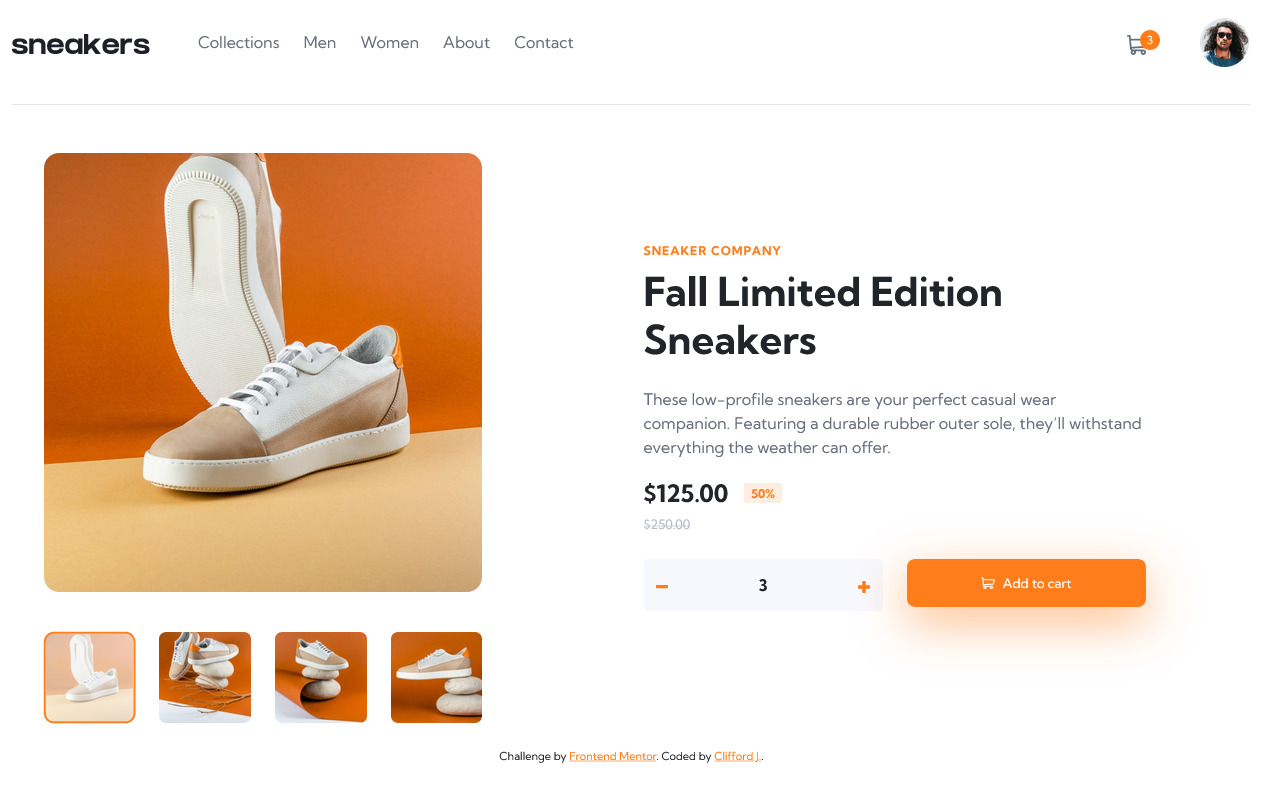 sneakers
Collections Men Women About Contact
3
SNEAKER COMPANY
Fall Limited Edition
Sneakers
These low-profile sneakers are your perfect casual wear
companion. Featuring a durable rubber outer sole, they’ll withstand
everything the weather can offer.
$125.00 50%
$250.00
3
Add to cart
Challenge by Frontend Mentor. Coded by Clifford J..